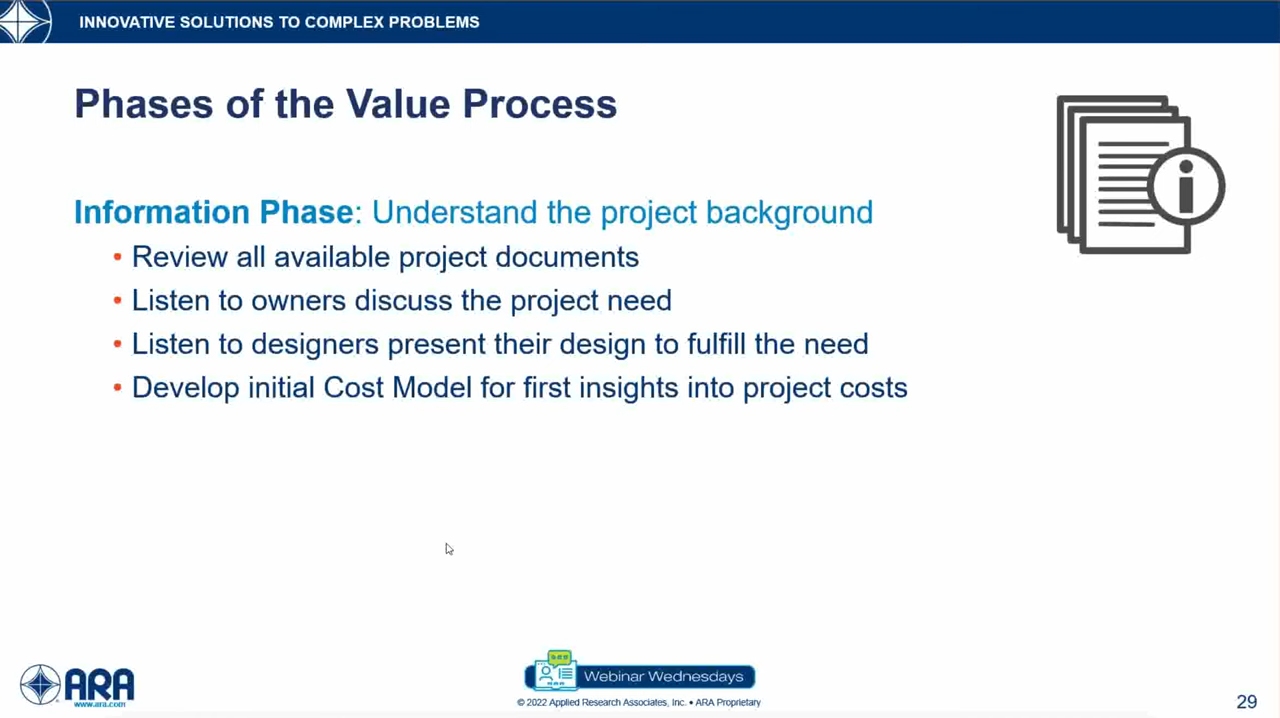 INNOVATIVE SOLUTIONS TO COMPLEX PROBLEMS
Phases of the Value Process
Information Phase: Understand the project background
• Review all available project documents
• Listen to owners discuss the project need
• Listen to designers present their design to fulfill the need
• Develop initial Cost Model for first insights into project costs
ARA
www.ara.com
Webinar Wednesdays
© 2022 Applied Research Associates, Inc. • ARA Proprietary
29